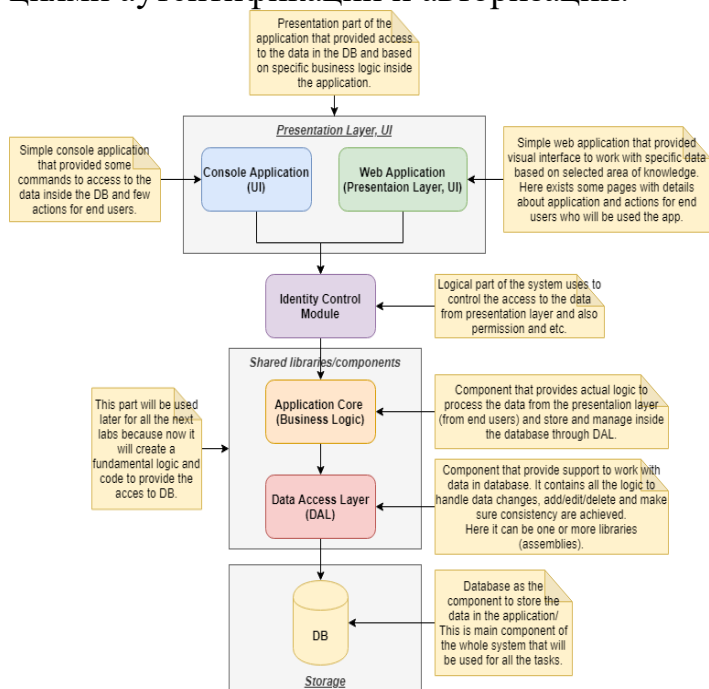 циями аутентификации и авторизации.
Presentation part of the
application that provided access
to the data in the DB and based
on specific business logic inside
the application.
Presentation Layer, UI
Simple console application
that provided some
commands to access to the
data inside the DB and few
actions for end users.
Console Application
(UI)
Web Application
(Presentaion Layer, UI)
Simple web application that provided
visual interface to work with specific data
based on selected area of knowledge.
Here exists some pages with details
about application and actions for end
users who will be used the app.
Identity Control
Module
Logical part of the system uses to
control the access to the data
from presentation layer and also
permission and etc.
Shared libraries/components
This part will be used
later for all the next
labs because now it
will create a
fundamental logic and
code to provide the
acces to DB.
Application Core
(Business Logic)
Component that provides actual logic to
process the data from the presentation layer
(from end users) and store and manage inside
the database through DAL.
Data Access Layer
(DAL)
Component that provide support to work with
data in database. It contains all the logic to
handle data changes, add/edit/delete and make
sure consistency are achieved.
Here it can be one or more libraries
(assemblies).
DB
Database as the
component to store the
data in the application/
This is main component of
the whole system that will
be used for all the tasks.
Storage